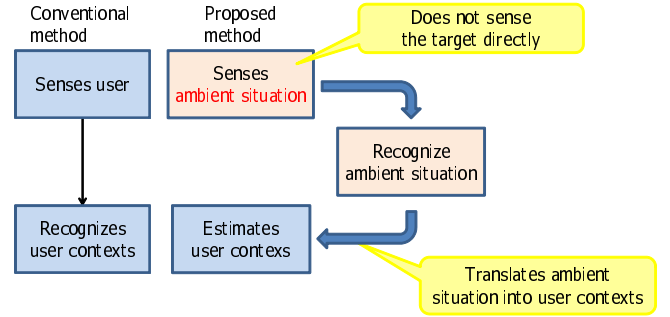 Conventional
method
Proposed
method
Does not sense
the target directly
Senses user
Senses
ambient situation
Recognize
ambient situation
Recognizes
user contexts
Estimates
user contexs
Translates ambient
situation into user contexts